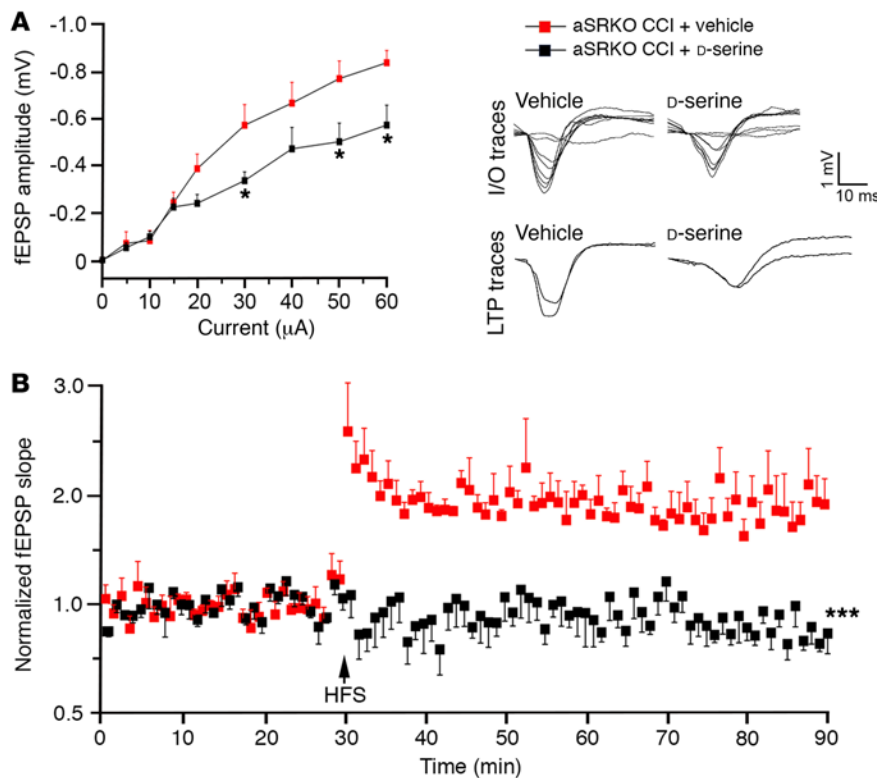 A
-1.0
-0.8
-0.6
-0.4
-0.2
0
fEPSP amplitude (mV)
* * *
0 10 20 30 40 50 60
Current (µA)
aSRKO CCI + vehicle
aSRKO CCI + D-serine
Vehicle D-serine
I/O traces
1 mV
10 ms
Vehicle D-serine
LTP traces
B
3.0
2.0
1.0
0.5
Normalized fEPSP slope
HFS
***
0 10 20 30 40 50 60 70 80 90
Time (min)